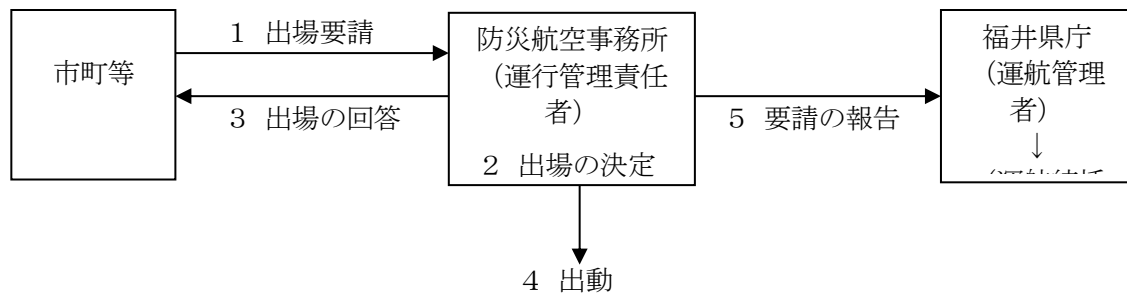 1 出場要請
市町等
3 出場の回答
防災航空事務所
（運行管理責任
者）
2 出場の決定
4 出動
5 要請の報告
福井県庁
（運航管理
者）
↓